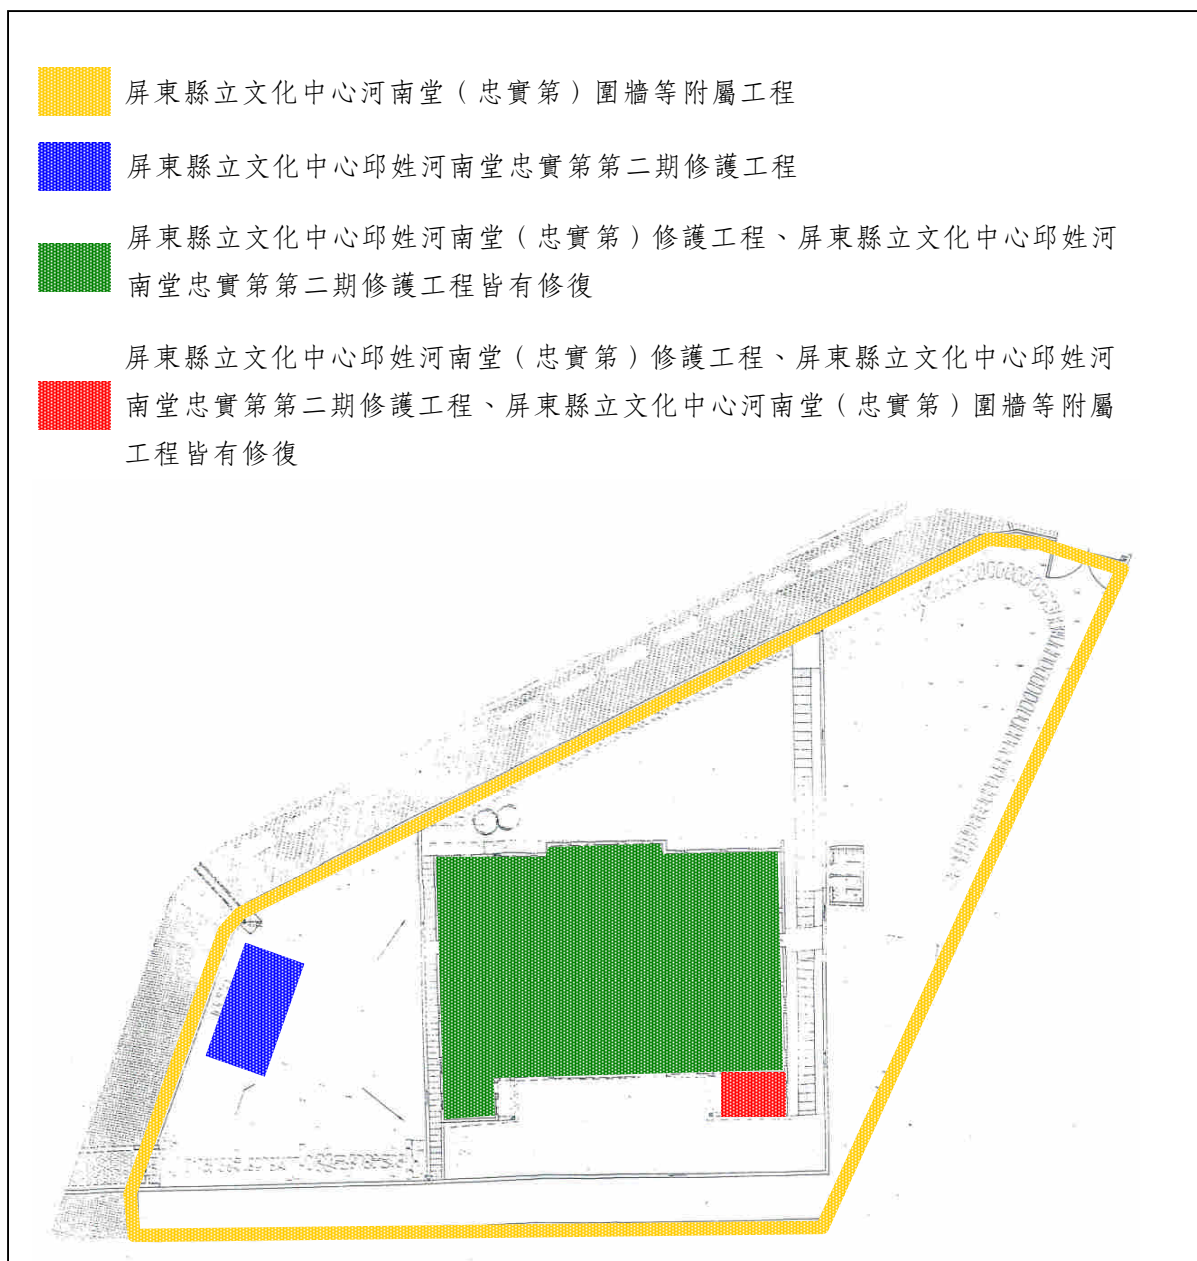 屏東縣立文化中心河南堂（忠實第）圍牆等附屬工程
屏東縣立文化中心邱姓河南堂忠實第第二期修護工程
屏東縣立文化中心邱姓河南堂（忠實第）修護工程、屏東縣立文化中心邱姓河
南堂忠實第第二期修護工程皆有修復
屏東縣立文化中心邱姓河南堂（忠實第）修護工程、屏東縣立文化中心邱姓河
南堂忠實第第二期修護工程、屏東縣立文化中心河南堂（忠實第）圍牆等附屬
工程皆有修復